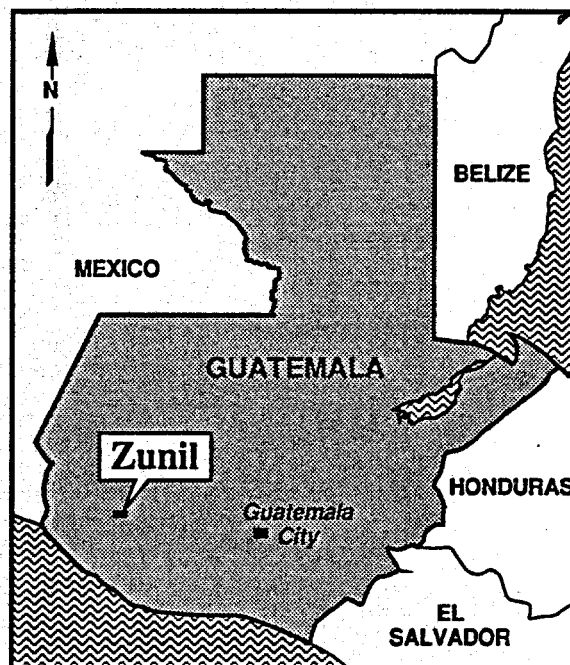 N
BELIZE
MEXICO
GUATEMALA
Zunil
HONDURAS
Guatemala
City
EL
SALVADOR